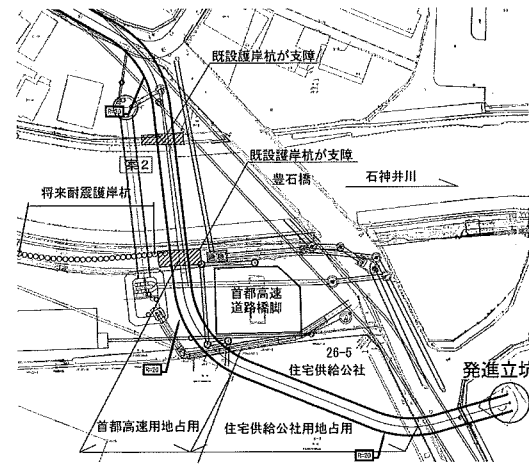 既設護岸杭が支障
案2
既設護岸杭が支障
豊石橋
石神井川
将来耐震護岸杭
首都高速
道路橋脚
26-5
住宅供給公社
発進立坑
首都高速用地占用
住宅供給公社用地占用
R=20